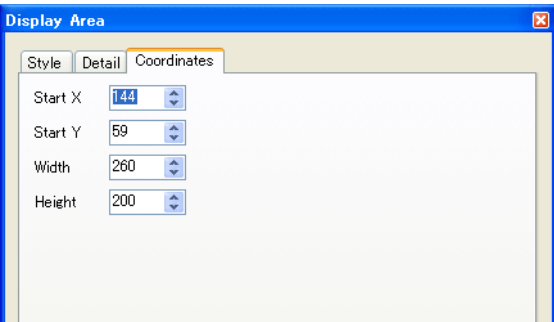 Display Area
Style Detail Coordinates
Start X 144
Start Y 59
Width 260
Height 200